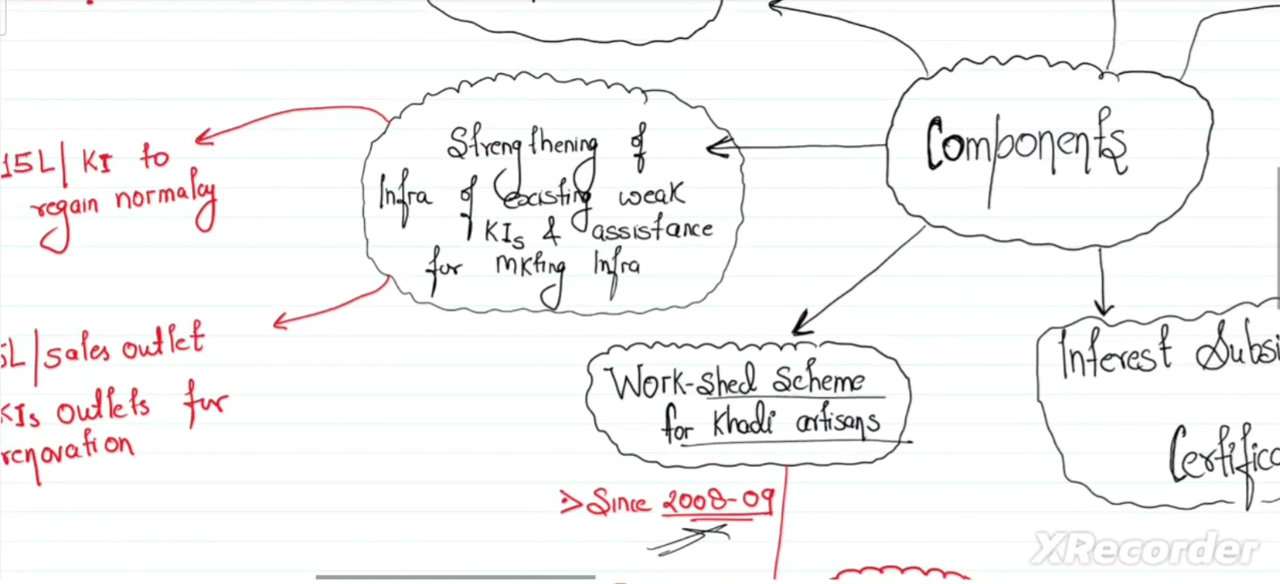 Components
Strengthening of
Infra of existing weak
KIs & assistance
for mkting Infra
15L/KI to
regain normalcy
5L/sales outlet
KIs outlets for
renovation
Work-shed Scheme
for Khadi artisans
> Since 2008-09
Interest Subsi
Certifica
XRecorder